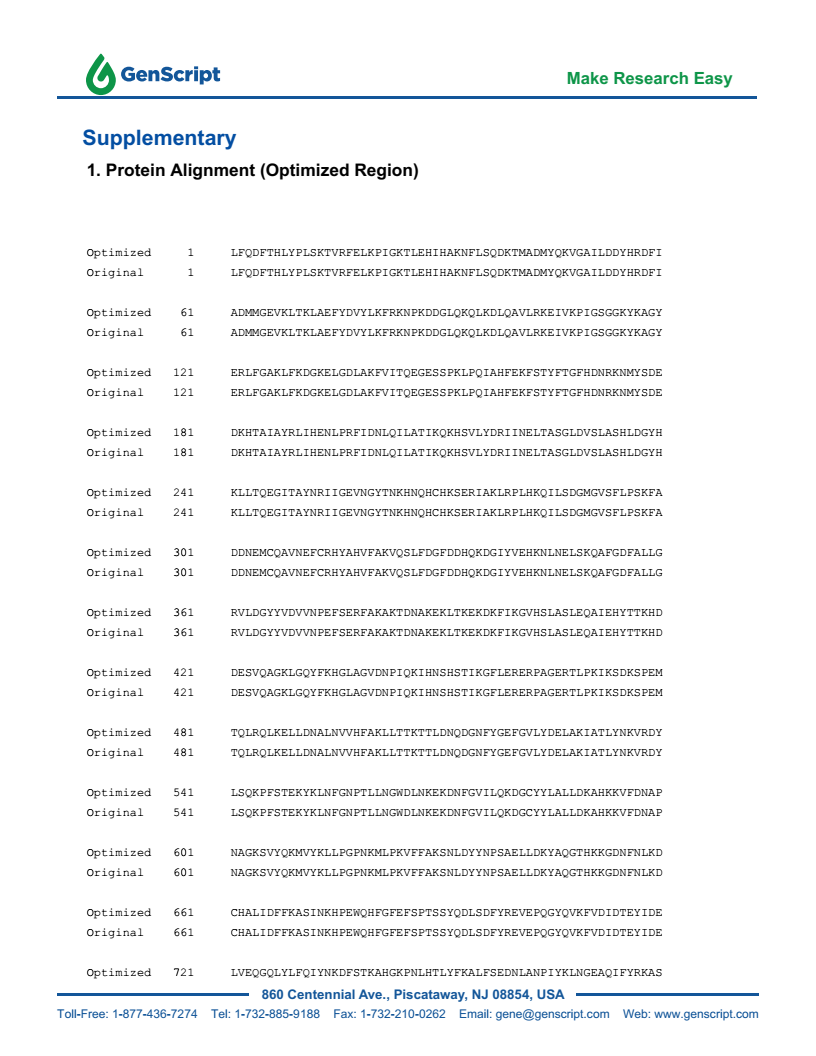 GenScript
Make Research Easy
Supplementary
1. Protein Alignment (Optimized Region)
Optimized 1 LFQDFTHLYPLSKTVRFELKPIGKTLEHIHAKNFLSQDKTMADMYQKVGAILDDYHRDFI
Original 1 LFQDFTHLYPLSKTVRFELKPIGKTLEHIHAKNFLSQDKTMADMYQKVGAILDDYHRDFI
Optimized 61 ADMMGEVKLTKLAEFYDVYLKFRKNPKDDGLQKQLKDLQAVLRKEIVKPIGSGGKYKAGY
Original 61 ADMMGEVKLTKLAEFYDVYLKFRKNPKDDGLQKQLKDLQAVLRKEIVKPIGSGGKYKAGY
Optimized 121 ERLFGAKLFKDGKELGDLAKFVITQEGESSPKLPQIAHFEKFSTYFTGFHDNRKNMYSDE
Original 121 ERLFGAKLFKDGKELGDLAKFVITQEGESSPKLPQIAHFEKFSTYFTGFHDNRKNMYSDE
Optimized 181 DKHTAIAYRLIHENLPRFIDNLQILATIKQKHSVLYDRIINELTASGLDVSLASHLDGYH
Original 181 DKHTAIAYRLIHENLPRFIDNLQILATIKQKHSVLYDRIINELTASGLDVSLASHLDGYH
Optimized 241 KLLTQEGITAYNRIIGEVNGYTNKHNQHCHKSERIAKLRPLHKQILSDGMGVSFLPSKFA
Original 241 KLLTQEGITAYNRIIGEVNGYTNKHNQHCHKSERIAKLRPLHKQILSDGMGVSFLPSKFA
Optimized 301 DDNEMCQAVNEFCRHYAHVFAKVQSLFDGFDDHQKDGIYVEHKNLNELSKQAFGDFALLG
Original 301 DDNEMCQAVNEFCRHYAHVFAKVQSLFDGFDDHQKDGIYVEHKNLNELSKQAFGDFALLG
Optimized 361 RVLDGYYVDVVNPEFSERFAKAKTDNAKEKLTKEKDKFIKGVHSLASLEQAIEHYTTKHD
Original 361 RVLDGYYVDVVNPEFSERFAKAKTDNAKEKLTKEKDKFIKGVHSLASLEQAIEHYTTKHD
Optimized 421 DESVQAGKLGQYFKHGLAGVDNPIQKIHNSHSTIKGFLERERPAGERTLPKIKSDKSPEM
Original 421 DESVQAGKLGQYFKHGLAGVDNPIQKIHNSHSTIKGFLERERPAGERTLPKIKSDKSPEM
Optimized 481 TQLRQLKELLDNALNVVHFAKLLTTKTTLDNQDGNFYGEFGVLYDELAKIATLYNKVRDY
Original 481 TQLRQLKELLDNALNVVHFAKLLTTKTTLDNQDGNFYGEFGVLYDELAKIATLYNKVRDY
Optimized 541 LSQKPFSTEKYKLNFGNPTLLNGWDLNKEKDNFGVILQKDGCYYLALLDKAHKKVFDNAP
Original 541 LSQKPFSTEKYKLNFGNPTLLNGWDLNKEKDNFGVILQKDGCYYLALLDKAHKKVFDNAP
Optimized 601 NAGKSVYQKMVYKLLPGPNKMLPKVFFAKSNLDYYNPSAELLDKYAQGTHKKGDNFNLKD
Original 601 NAGKSVYQKMVYKLLPGPNKMLPKVFFAKSNLDYYNPSAELLDKYAQGTHKKGDNFNLKD
Optimized 661 CHALIDFFKASINKHPEWQHFGFEFSPTSSYQDLSDFYREVEPQGYQVKFVDIDTEYIDE
Original 661 CHALIDFFKASINKHPEWQHFGFEFSPTSSYQDLSDFYREVEPQGYQVKFVDIDTEYIDE
Optimized 721 LVEQGQLYLFQIYNKDFSTKAHGKPNLHTLYFKALFSEDNLANPIYKLNGEAQIFYRKAS
860 Centennial Ave., Piscataway, NJ 08854, USA
Toll-Free: 1-877-436-7274 Tel: 1-732-885-9188 Fax: 1-732-210-0262 Email: gene@genscript.com Web: www.genscript.com